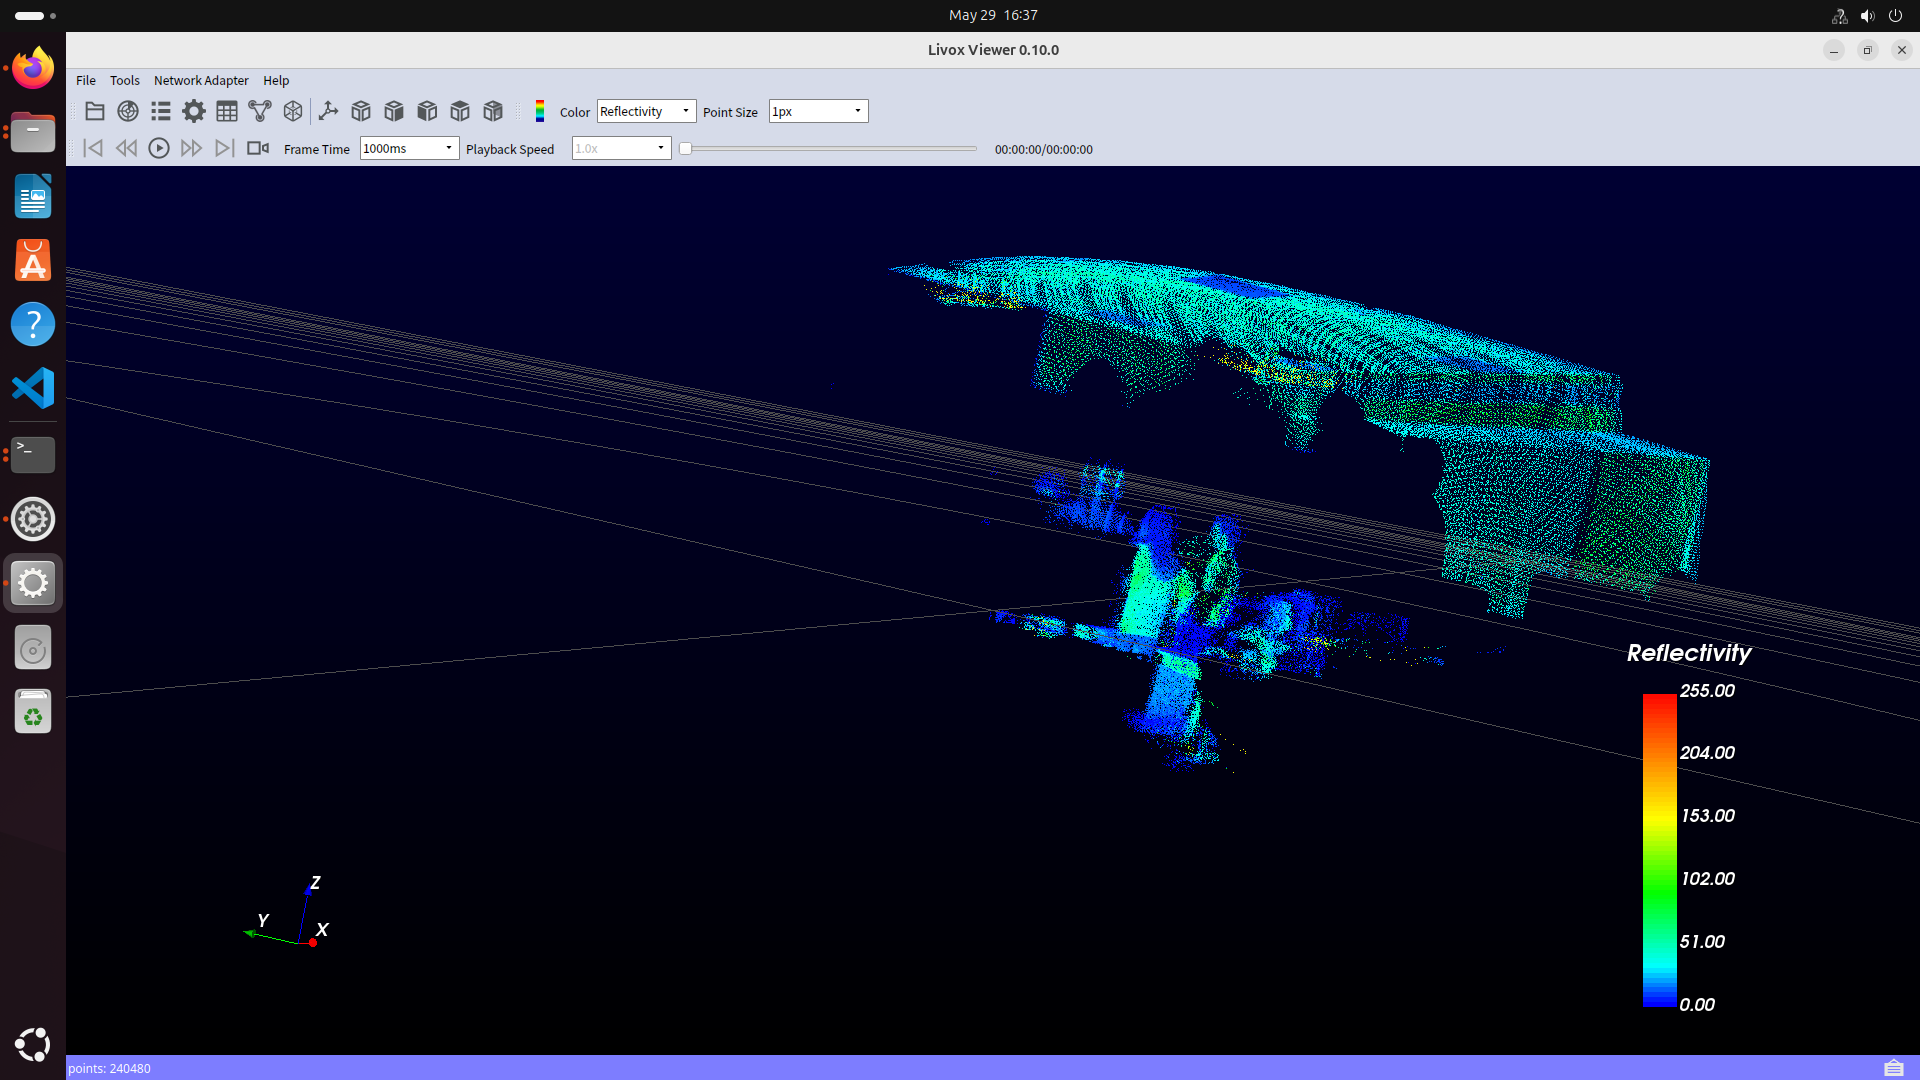 May 29 16:37
Livox Viewer 0.10.0
File Tools Network Adapter Help
Color Reflectivity Point Size 1px
Frame Time 1000ms Playback Speed 1.0x 00:00:00/00:00:00
Reflectivity
255.00
204.00
153.00
102.00
51.00
0.00
Z
Y
X
points: 240480